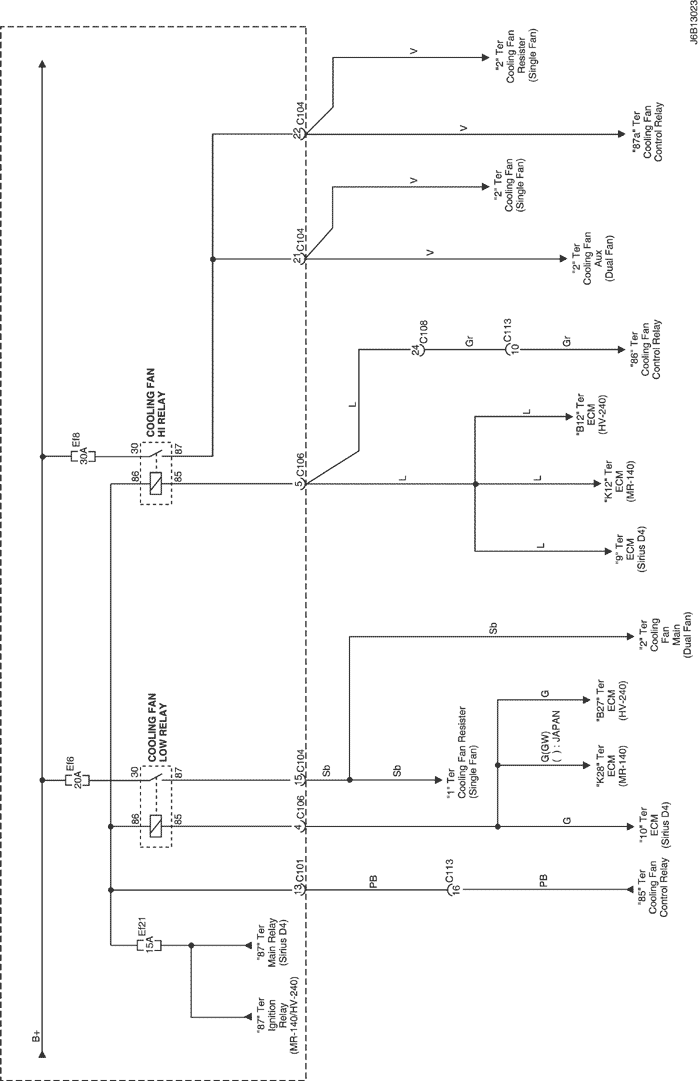 B+
Ef21
15A
"87" Ter
Ignition
Relay
(MR-140/HV-240)
"87" Ter
Main Relay
(Sirius D4)
Ef6
20A
COOLING FAN
LOW RELAY
86
85
30
87
Ef8
30A
COOLING FAN
HI RELAY
86
85
30
87
13 C101
4 C106
15 C104
5 C106
21 C104
22 C104
PB
16 C113
PB
"85" Ter
Cooling Fan
Control Relay
G
"10" Ter
ECM
(Sirius D4)
G(GW)
( ) : JAPAN
"K28" Ter
ECM
(MR-140)
G
"B27" Ter
ECM
(HV-240)
Sb
Sb
"1" Ter
Cooling Fan Resister
(Single Fan)
Sb
"2" Ter
Cooling
Fan
Main
(Dual Fan)
L
L
"9" Ter
ECM
(Sirius D4)
L
"K12" Ter
ECM
(MR-140)
L
"B12" Ter
ECM
(HV-240)
L
24 C108
Gr
10 C113
Gr
"86" Ter
Cooling Fan
Control Relay
V
"2" Ter
Cooling Fan
Aux
(Dual Fan)
V
"2" Ter
Cooling Fan
(Single Fan)
V
"87a" Ter
Cooling Fan
Control Relay
V
"2" Ter
Cooling Fan
Resister
(Single Fan)
J6B13023